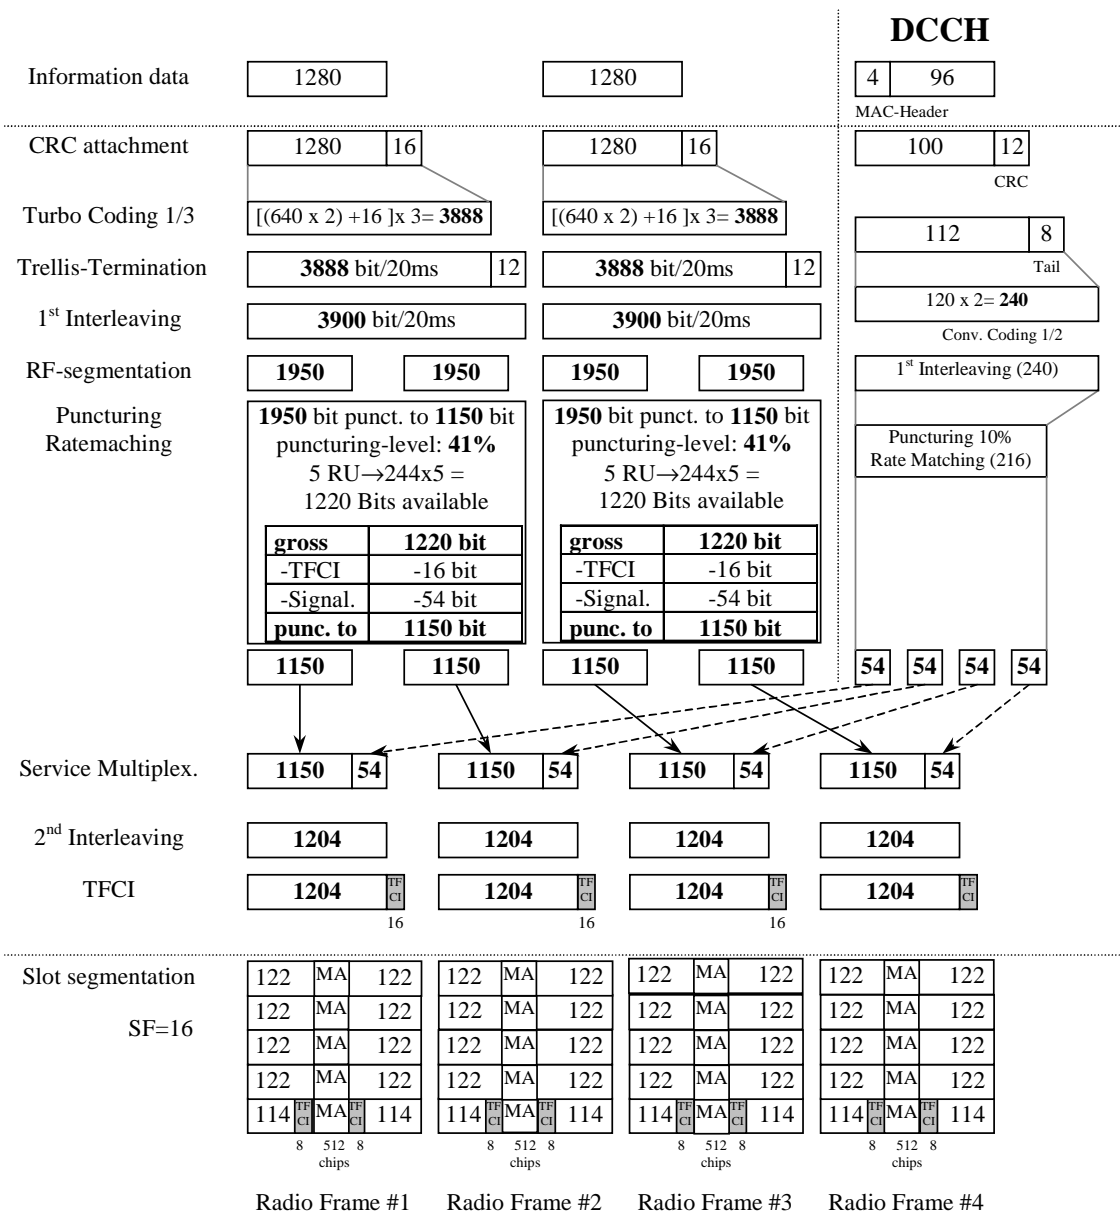 DCCH
Information data
1280
1280
4 96
MAC-Header
CRC attachment
1280 16
1280 16
100 12
CRC
Turbo Coding 1/3
[(640 x 2) +16 ]x 3= 3888
[(640 x 2) +16 ]x 3= 3888
112 8
Tail
Trellis-Termination
3888 bit/20ms 12
3888 bit/20ms 12
120 x 2= 240
Conv. Coding 1/2
1st Interleaving
3900 bit/20ms
3900 bit/20ms
RF-segmentation
1950 1950
1950 1950
1st Interleaving (240)
Puncturing
Ratemaching
1950 bit punct. to 1150 bit
puncturing-level: 41%
5 RU→244x5 =
1220 Bits available
gross 1220 bit
-TFCI -16 bit
-Signal. -54 bit
punc. to 1150 bit
1950 bit punct. to 1150 bit
puncturing-level: 41%
5 RU→244x5 =
1220 Bits available
gross 1220 bit
-TFCI -16 bit
-Signal. -54 bit
punc. to 1150 bit
Puncturing 10%
Rate Matching (216)
1150 1150 1150 1150 54 54 54 54
Service Multiplex.
1150 54 1150 54 1150 54 1150 54
2nd Interleaving
1204 1204 1204 1204
TFCI
1204 TF CI 1204 TF CI 1204 TF CI 1204 TF CI
16 16 16
Slot segmentation
SF=16
122 MA 122 122 MA 122 122 MA 122 122 MA 122
122 MA 122 122 MA 122 122 MA 122 122 MA 122
122 MA 122 122 MA 122 122 MA 122 122 MA 122
122 MA 122 122 MA 122 122 MA 122 122 MA 122
114 TF CI MA TF CI 114 114 TF CI MA TF CI 114 114 TF CI MA TF CI 114 114 TF CI MA TF CI 114
8 512 8 8 512 8 8 512 8 8 512 8
chips chips chips chips
Radio Frame #1 Radio Frame #2 Radio Frame #3 Radio Frame #4